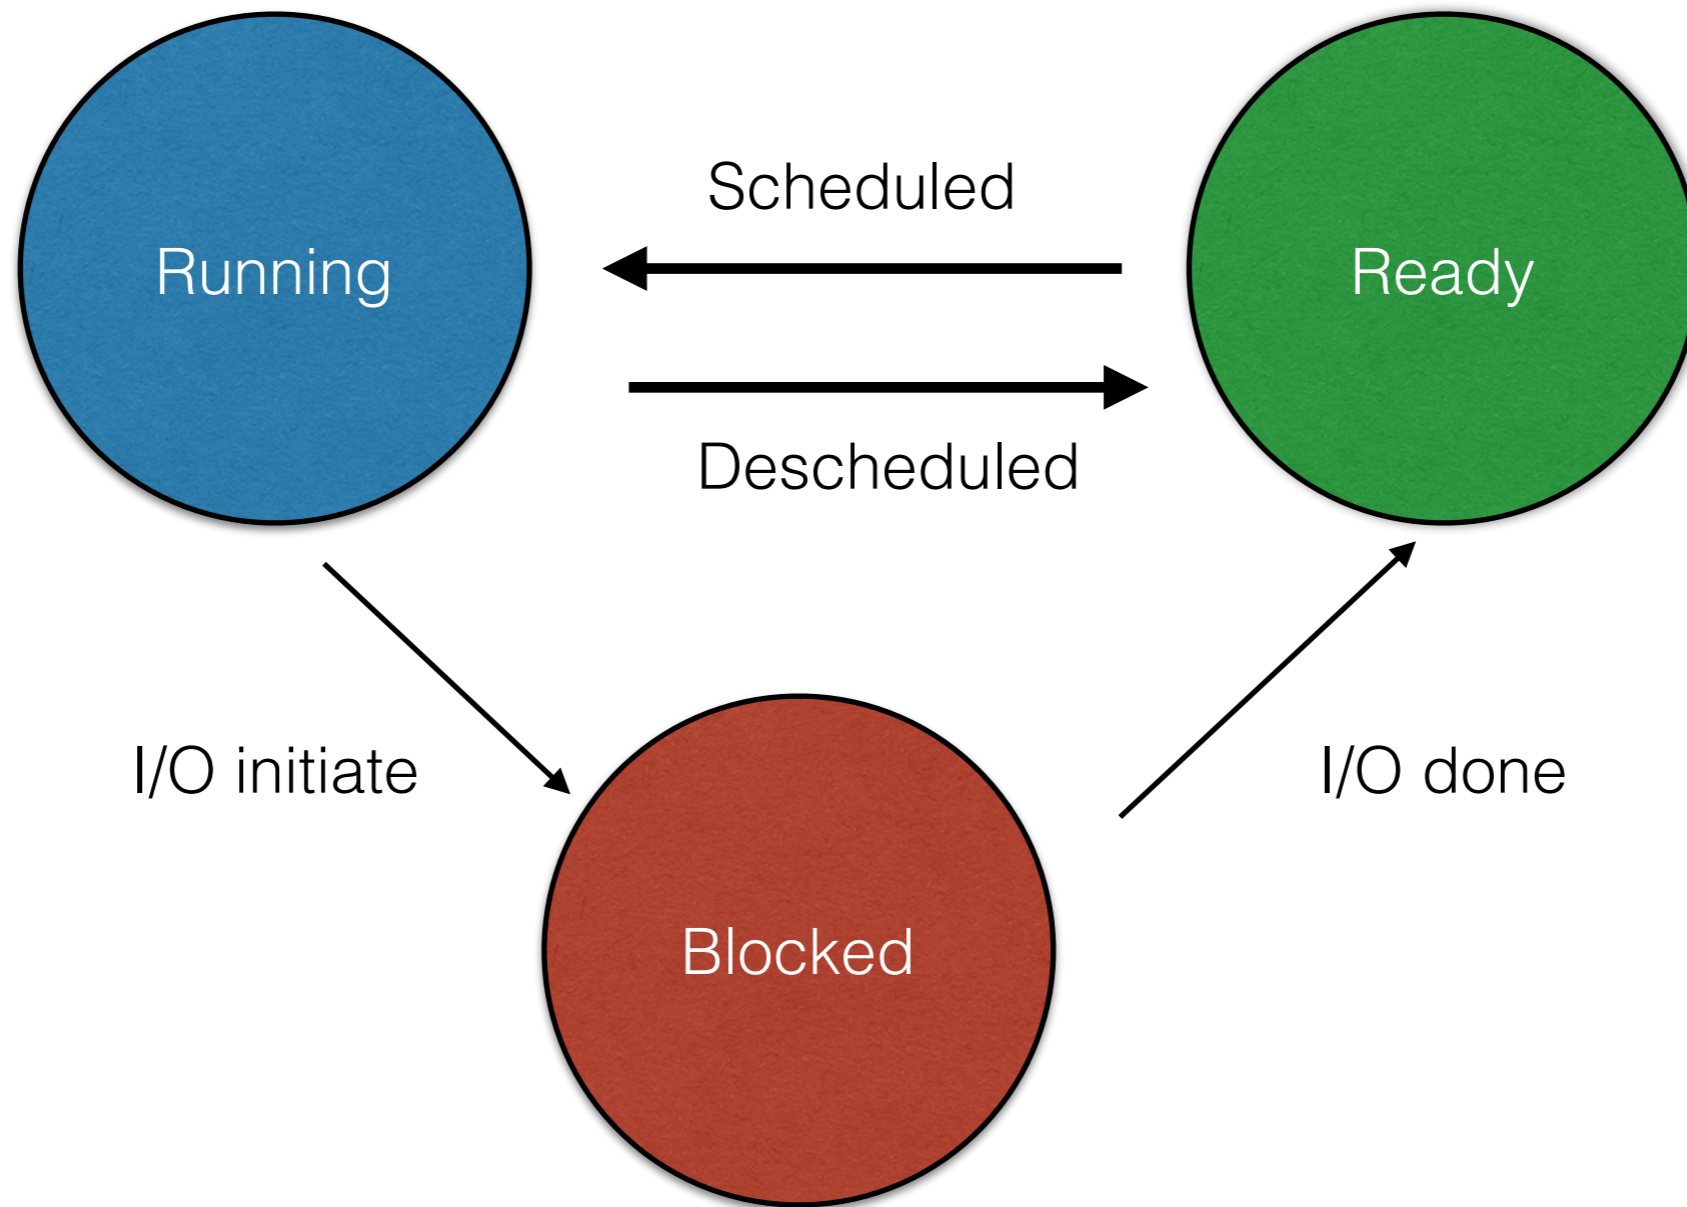 Scheduled
Running
Ready
Descheduled
I/O initiate
I/O done
Blocked